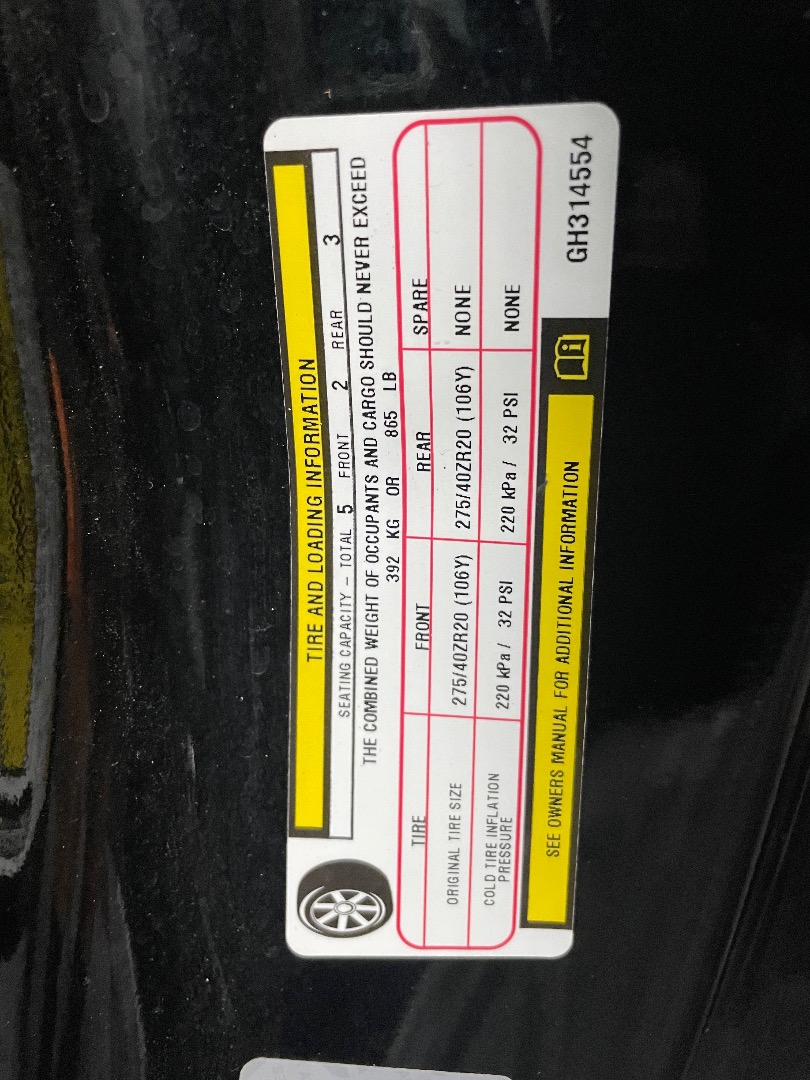 TIRE AND LOADING INFORMATION
SEATING CAPACITY – TOTAL 5 FRONT 2 REAR 3
THE COMBINED WEIGHT OF OCCUPANTS AND CARGO SHOULD NEVER EXCEED
392 KG OR 865 LB
TIRE FRONT REAR SPARE
ORIGINAL TIRE SIZE 275/40ZR20 (106Y) 275/40ZR20 (106Y) NONE
COLD TIRE INFLATION
PRESSURE 220 kPa / 32 PSI 220 kPa / 32 PSI NONE
SEE OWNERS MANUAL FOR ADDITIONAL INFORMATION
GH314554